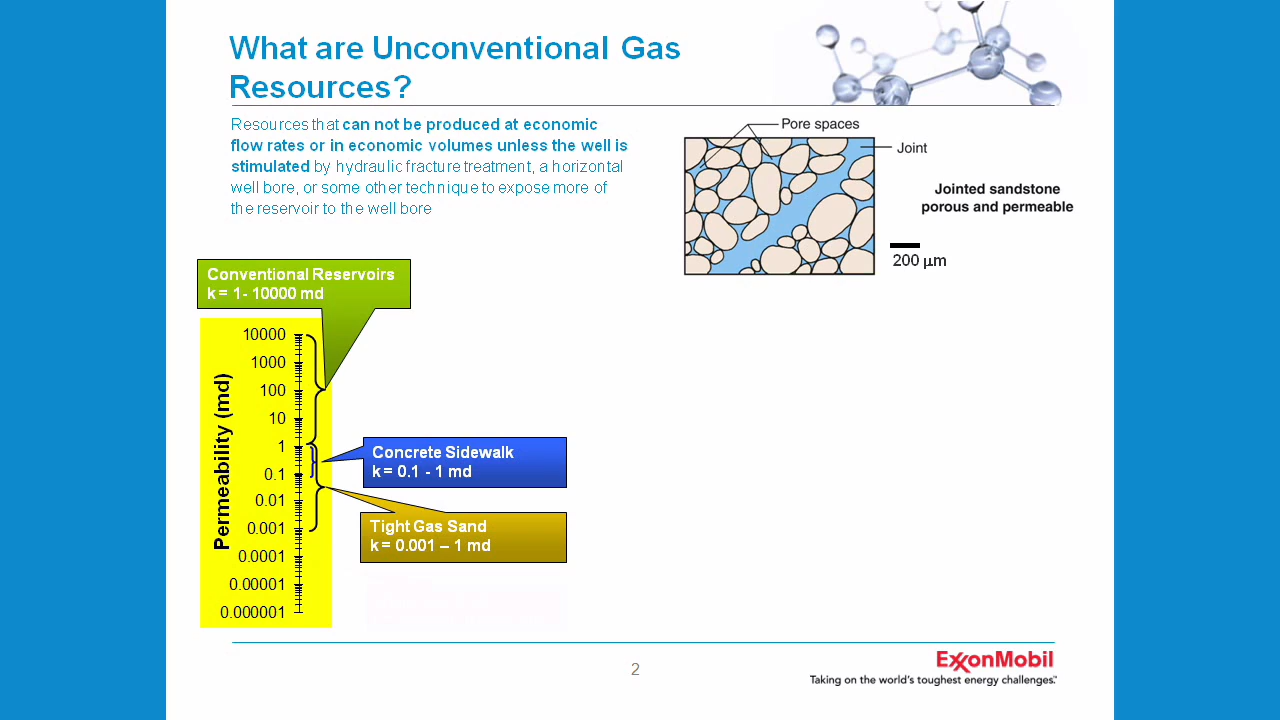 What are Unconventional Gas
Resources?
Resources that can not be produced at economic
flow rates or in economic volumes unless the well is
stimulated by hydraulic fracture treatment, a horizontal
well bore, or some other technique to expose more of
the reservoir to the well bore
Pore spaces
Joint
Jointed sandstone
porous and permeable
200 μm
Conventional Reservoirs
k = 1- 10000 md
Permeability (md)
10000
1000
100
10
1
0.1
0.01
0.001
0.0001
0.00001
0.000001
Concrete Sidewalk
k = 0.1 - 1 md
Tight Gas Sand
k = 0.001 – 1 md
2
ExxonMobil
Taking on the world's toughest energy challenges.™